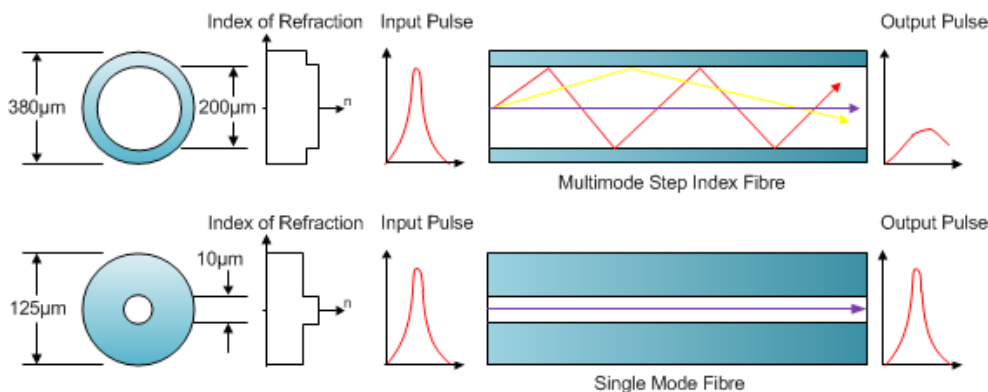 Index of Refraction Input Pulse Output Pulse
380µm 200µm n
Multimode Step Index Fibre
Index of Refraction Input Pulse Output Pulse
10µm
125µm n
Single Mode Fibre